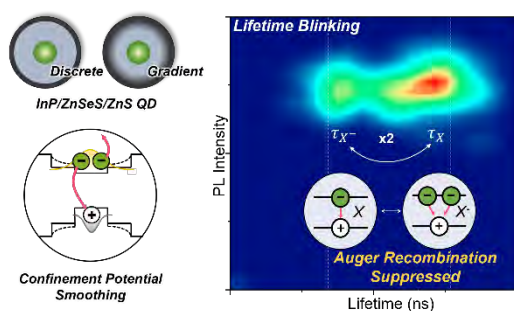 Discrete
Gradient
InP/ZnSeS/ZnS QD
Confinement Potential
Smoothing
Lifetime Blinking
τX⁻
x2
τX
X
X⁻
Auger Recombination
Suppressed
PL Intensity
Lifetime (ns)